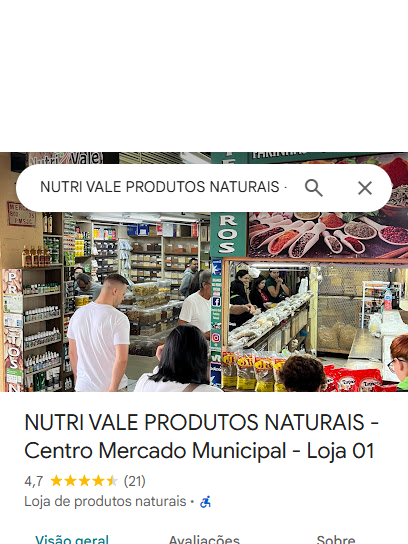 Nutri Vale
FARINHAS
NUTRI VALE PRODUTOS NATURAIS ·
NUTRI VALE PRODUTOS NATURAIS -
Centro Mercado Municipal - Loja 01
4,7 (21)
Loja de produtos naturais ·
Visão geral
Avaliações
Sobre